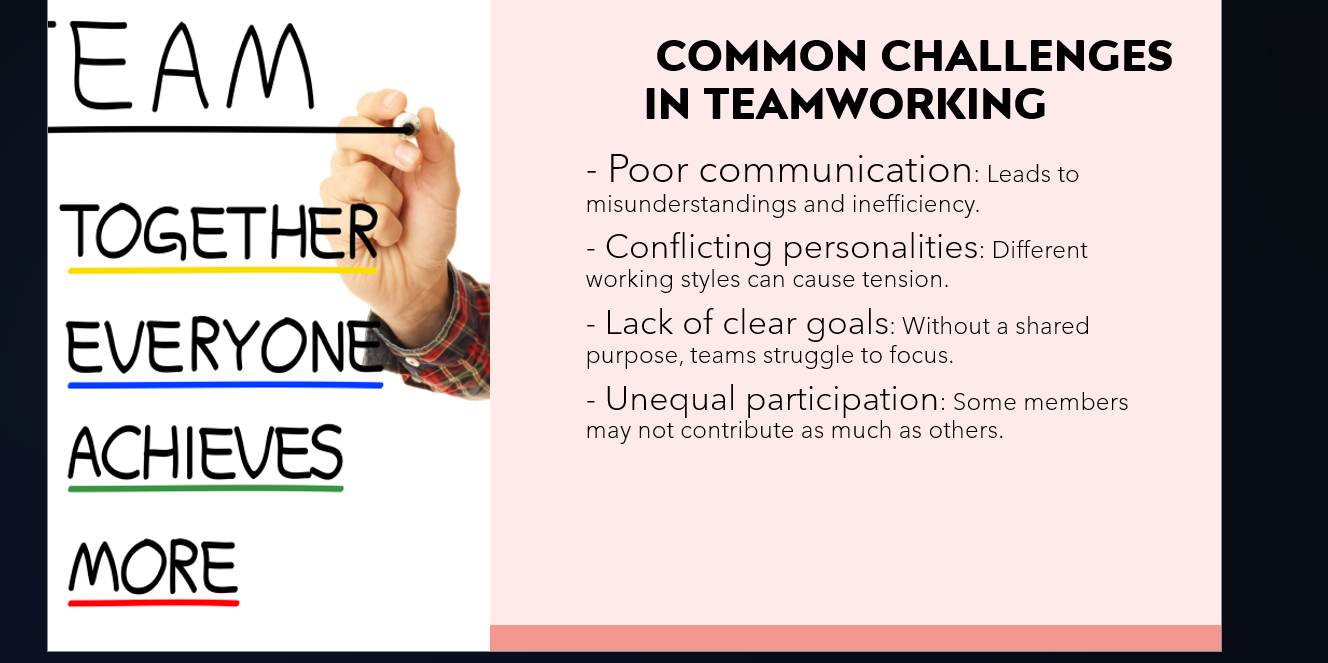 TEAM
TOGETHER
EVERYONE
ACHIEVES
MORE
COMMON CHALLENGES
IN TEAMWORKING
- Poor communication: Leads to
misunderstandings and inefficiency.
- Conflicting personalities: Different
working styles can cause tension.
- Lack of clear goals: Without a shared
purpose, teams struggle to focus.
- Unequal participation: Some members
may not contribute as much as others.